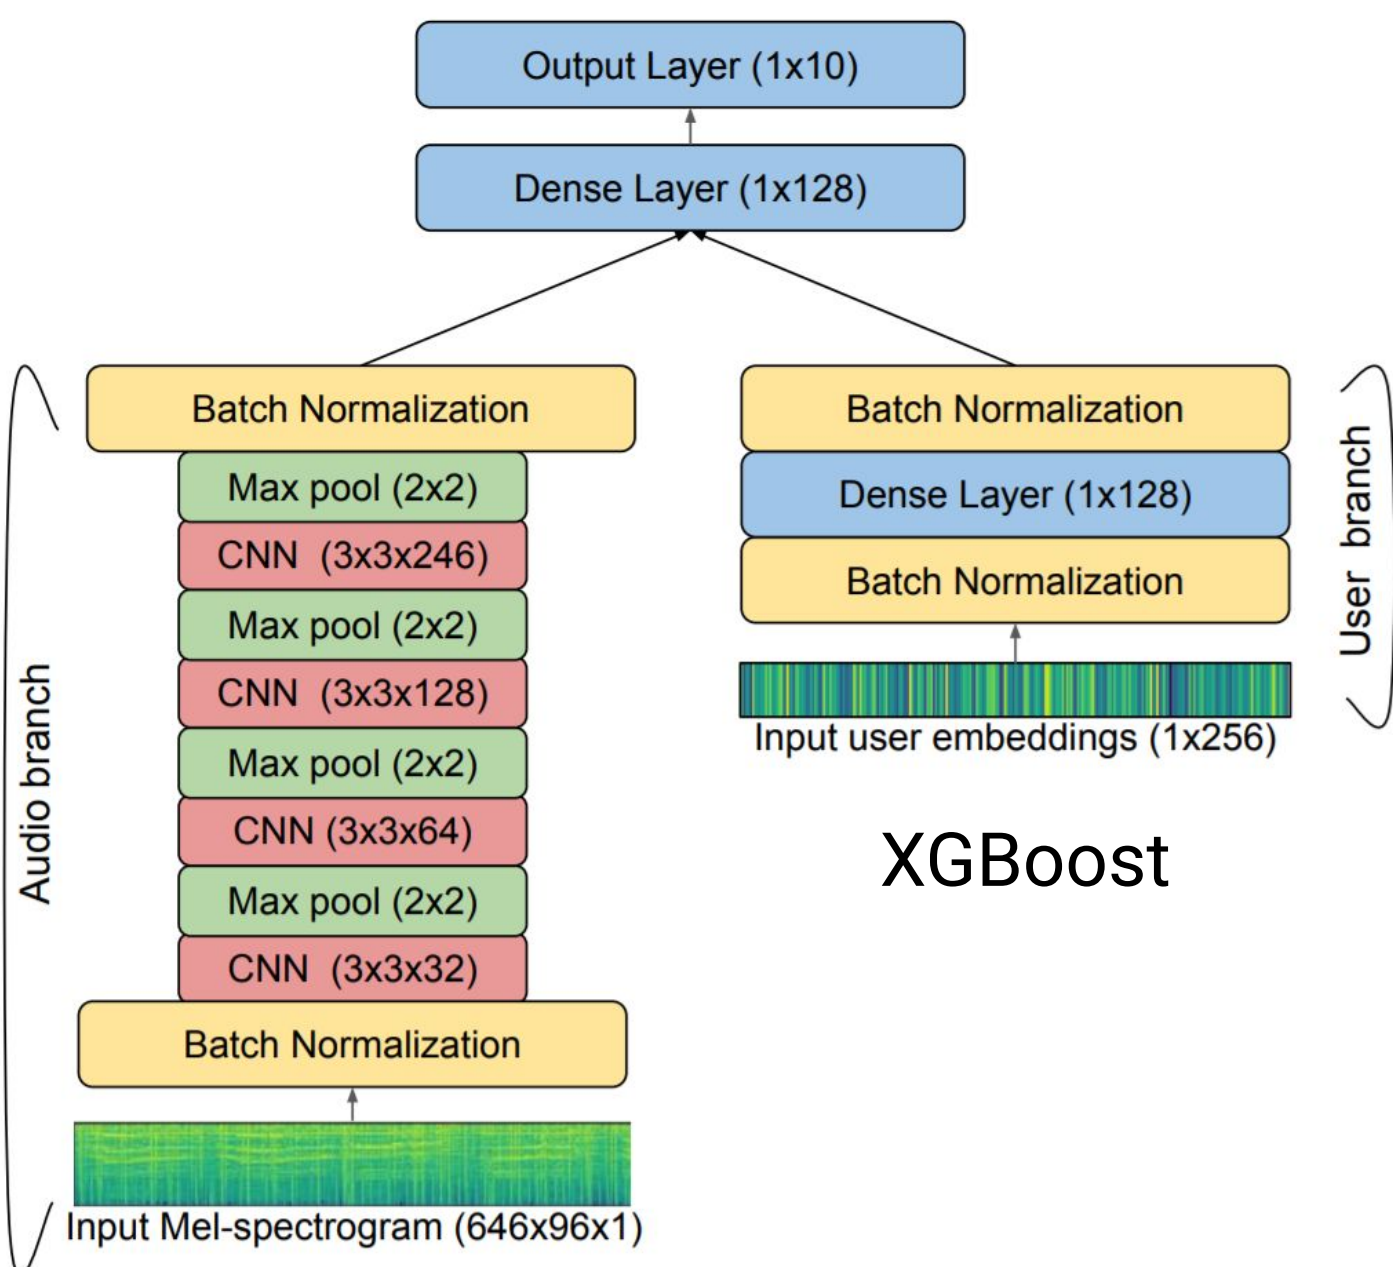 Output Layer (1x10)
Dense Layer (1x128)
Audio branch
Batch Normalization
Max pool (2x2)
CNN (3x3x246)
Max pool (2x2)
CNN (3x3x128)
Max pool (2x2)
CNN (3x3x64)
Max pool (2x2)
CNN (3x3x32)
Batch Normalization
Input Mel-spectrogram (646x96x1)
Batch Normalization
Dense Layer (1x128)
Batch Normalization
Input user embeddings (1x256)
User branch
XGBoost